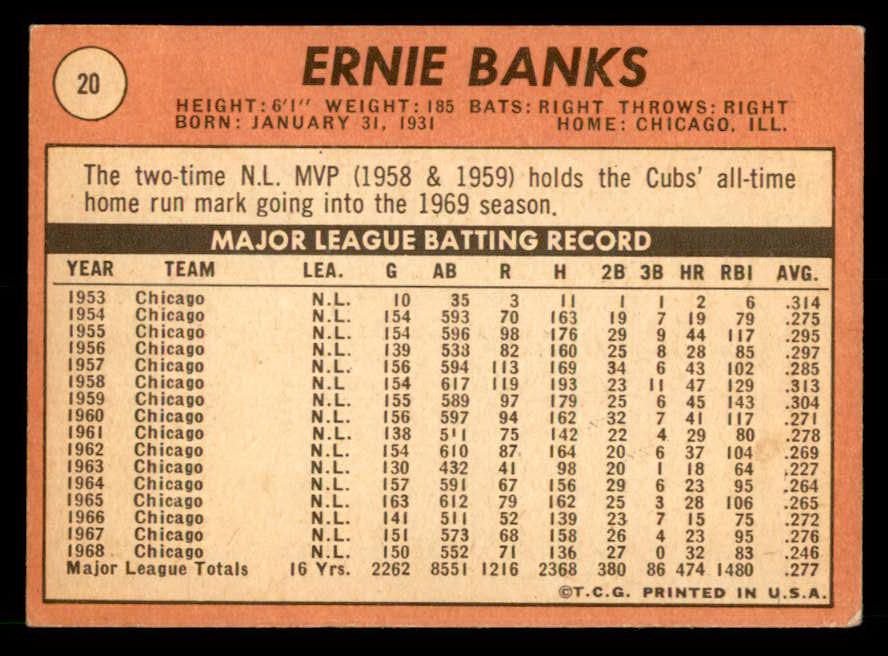 20
ERNIE BANKS
HEIGHT: 6'1" WEIGHT: 185 BATS: RIGHT THROWS: RIGHT
BORN: JANUARY 31, 1931 HOME: CHICAGO, ILL.
The two-time N.L. MVP (1958 & 1959) holds the Cubs' all-time
home run mark going into the 1969 season.
MAJOR LEAGUE BATTING RECORD
YEAR TEAM LEA. G AB R H 2B 3B HR RBI AVG.
1953 Chicago N.L. 10 35 3 11 1 1 2 6 .314
1954 Chicago N.L. 154 593 70 163 19 7 19 79 .275
1955 Chicago N.L. 154 596 98 176 29 9 44 117 .295
1956 Chicago N.L. 139 538 82 160 25 8 28 85 .297
1957 Chicago N.L. 156 594 113 169 34 6 43 102 .285
1958 Chicago N.L 154 617 119 193 23 11 47 129 .313
1959 Chicago N.L. 155 589 97 179 25 6 45 143 .304
1960 Chicago N.L. 156 597 94 162 32 7 41 117 .271
1961 Chicago N.L. 138 511 75 142 22 4 29 80 .278
1962 Chicago N.L. 154 610 87 164 20 6 37 104 .269
1963 Chicago N.L. 130 432 41 98 20 1 18 64 .227
1964 Chicago N.L. 157 591 67 156 29 6 23 95 .264
1965 Chicago N.L. 163 612 79 162 25 3 28 106 .265
1966 Chicago N.L. 141 511 52 139 23 7 15 75 .272
1967 Chicago N.L. 151 573 68 158 26 4 23 95 .276
1968 Chicago N.L. 150 552 71 136 27 0 32 83 .246
Major League Totals 16 Yrs. 2262 8551 1216 2368 380 86 474 1480 .277
©T.C.G. PRINTED IN U.S.A.